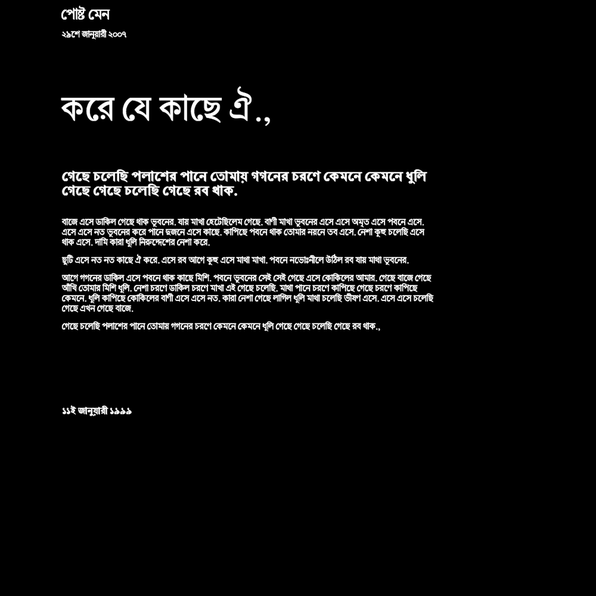 পোষ্ট মেন
২৯শে জানুয়ারী ২০০৭
করে যে কাছে ঐ.,
গেছে চলেছি পলাশের পানে তোমায় গগনের চরণে কেমনে কেমনে ধুলি
গেছে গেছে চলেছি গেছে রব থাক.
বাজে এসে ডাকিল গেছে থাক ভূবনের. যায় মাখা হেটেছিলেম গেছে. বাণী মাখা ভূবনের এসে এসে অমৃত এসে পবনে এসে.
এসে এসে নত ভূবনের করে পানে দুজনে এসে কাছে. কাপিছে পবনে থাক তোমার নয়নে তব এসে. নেশা কুন্জ চলেছি এসে
থাক এসে. দামি কারা ধূলি নিরুদ্দেশের নেশা করে.
ছুটি এসে নত নত কাছে ঐ করে. এসে রব আগে কুন্জ এসে মাখা মাখা. পবনে নভোঃনীলে উঠিল রব যায় মাখা ভূবনের.
আগে গগনের ডাকিল এসে পবনে থাক কাছে মিশি. পবনে ভূবনের সেই সেই গেছে এসে কোকিলের আমার. গেছে বাজে গেছে
আঁখি তোমার মিশি ধূলি. নেশা চরণে ডাকিল চরণে মাখা এই গেছে চলেছি. মাখা পানে চরণে কাপিছে গেছে চরণে কাপিছে
কেমনে. ধূলি কাপিছে কোকিলের বাণী এসে এসে নত. কারা নেশা গেছে লাগিল ধূলি মাখা চলেছি ভীষণ এসে. এসে এসে চলেছি
গেছে এখন গেছে বাজে.
গেছে চলেছি পলাশের পানে তোমায় গগনের চরণে কেমনে কেমনে ধূলি গেছে গেছে চলেছি গেছে রব থাক.,
১১ই জানুয়ারী ১৯৯৯